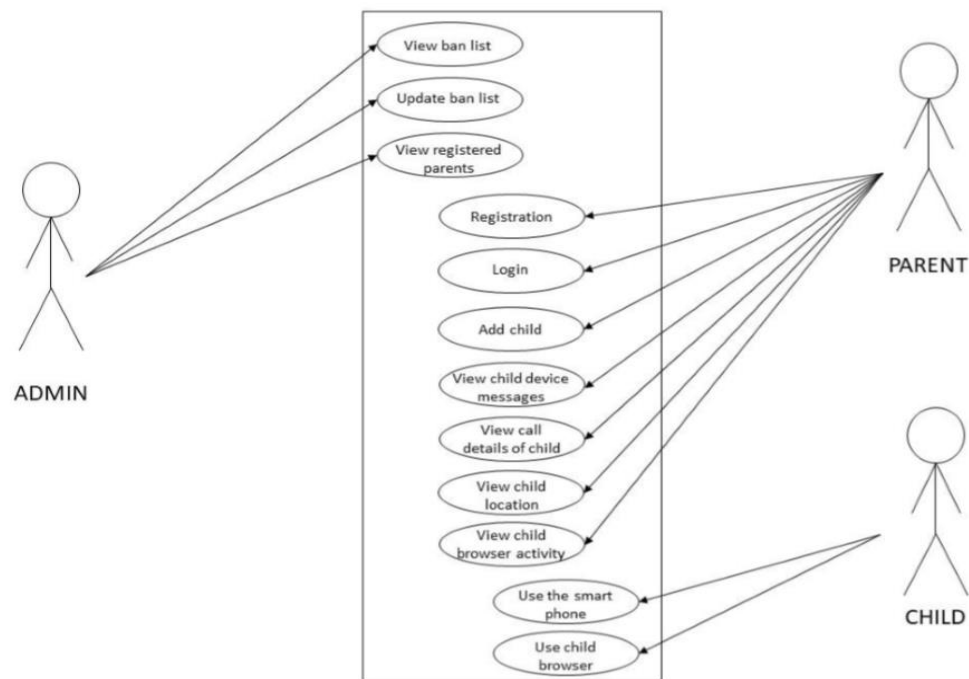 View ban list
Update ban list
View registered
parents
Registration
Login
Add child
View child device
messages
View call
details of child
View child
location
View child
browser activity
Use the smart
phone
Use child
browser
ADMIN
PARENT
CHILD